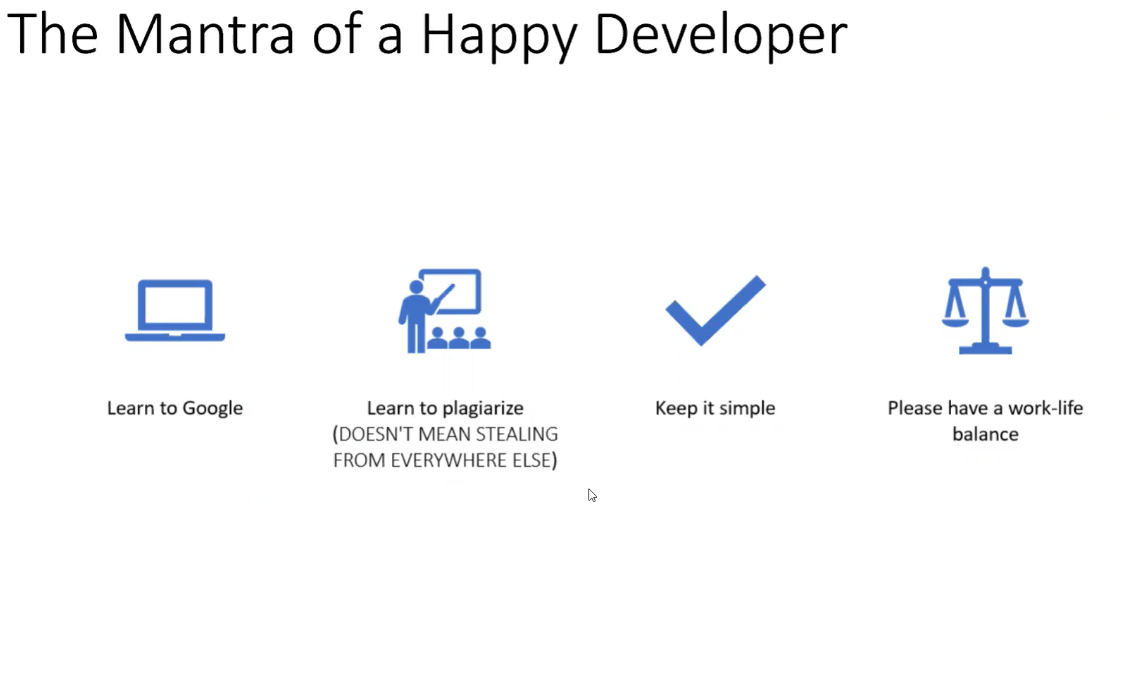 The Mantra of a Happy Developer
Learn to Google
Learn to plagiarize
(DOESN'T MEAN STEALING
FROM EVERYWHERE ELSE)
Keep it simple
Please have a work-life
balance